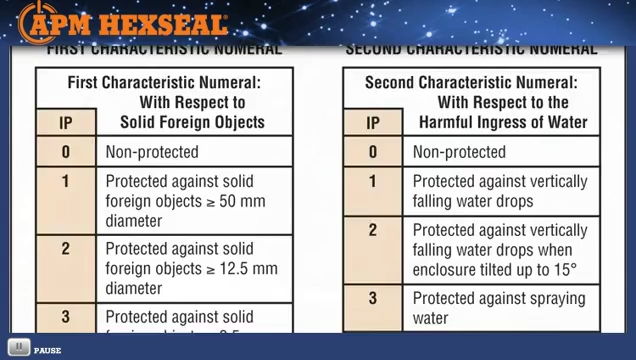 APM HEXSEAL®
FIRST CHARACTERISTIC NUMERAL
First Characteristic Numeral:
With Respect to
IP Solid Foreign Objects
0 Non-protected
1 Protected against solid
foreign objects ≥ 50 mm
diameter
2 Protected against solid
foreign objects ≥ 12.5 mm
diameter
3 Protected against solid
SECOND CHARACTERISTIC NUMERAL
Second Characteristic Numeral:
With Respect to the
IP Harmful Ingress of Water
0 Non-protected
1 Protected against vertically
falling water drops
2 Protected against vertically
falling water drops when
enclosure tilted up to 15°
3 Protected against spraying
water
PAUSE